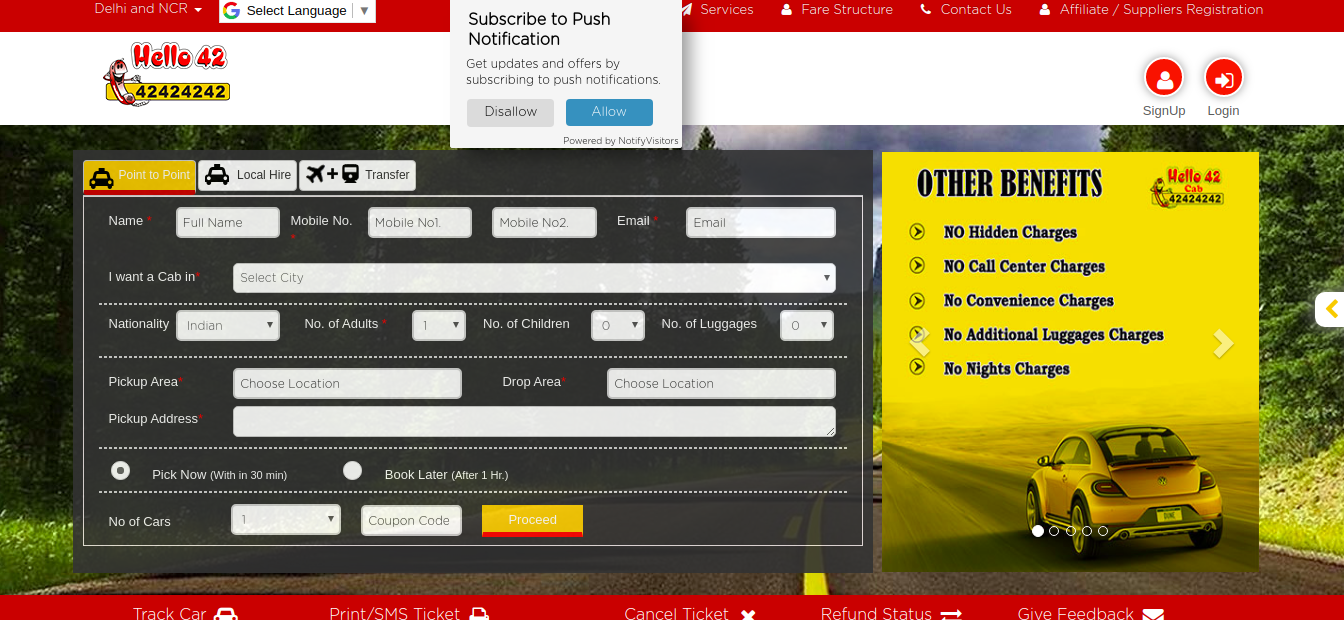 Delhi and NCR
Select Language ▼
Services
Fare Structure
Contact Us
Affiliate / Suppliers Registration
Subscribe to Push
Notification
Get updates and offers by
subscribing to push notifications.
Disallow
Allow
Powered by NotifyVisitors
Hello 42
42424242
SignUp
Login
Point to Point
Local Hire
+
Transfer
Name *
Full Name
Mobile No.
*
Mobile No1.
Mobile No2.
Email *
Email
I want a Cab in*
Select City
Nationality
Indian
No. of Adults *
1
No. of Children
0
No. of Luggages
0
Pickup Area*
Choose Location
Drop Area*
Choose Location
Pickup Address*
Pick Now (With in 30 min)
Book Later (After 1 Hr.)
No of Cars
1
Coupon Code
Proceed
OTHER BENEFITS
Hello 42
Cab
42424242
NO Hidden Charges
NO Call Center Charges
No Convenience Charges
No Additional Luggages Charges
No Nights Charges
DUNE
Track Car
Print/SMS Ticket
Cancel Ticket
Refund Status
Give Feedback